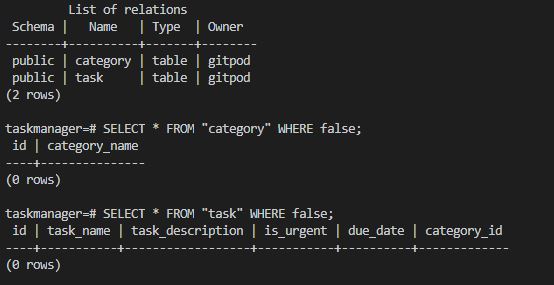 List of relations
 Schema |   Name   | Type  | Owner
--------+----------+-------+--------
 public | category | table | gitpod
 public | task     | table | gitpod
(2 rows)

taskmanager=# SELECT * FROM "category" WHERE false;
 id | category_name
----+---------------
(0 rows)

taskmanager=# SELECT * FROM "task" WHERE false;
 id | task_name | task_description | is_urgent | due_date | category_id
----+-----------+------------------+-----------+----------+-------------
(0 rows)